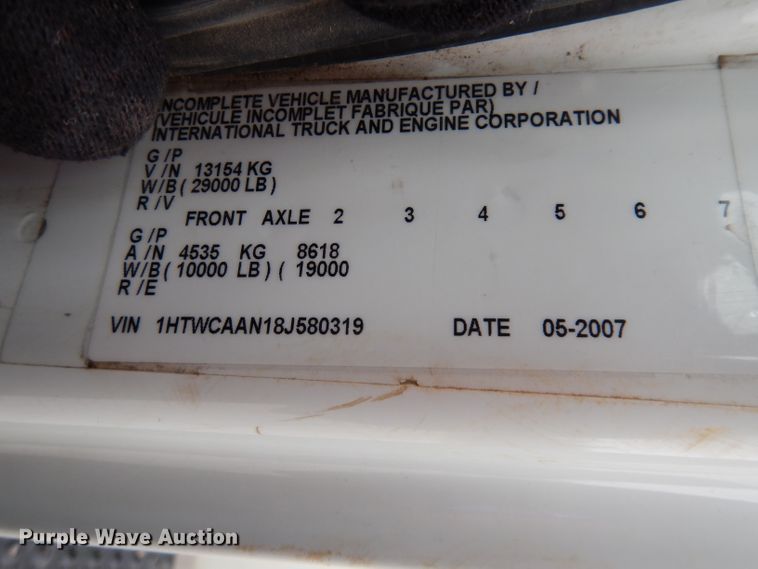 INCOMPLETE VEHICLE MANUFACTURED BY /
(VEHICULE INCOMPLET FABRIQUE PAR)
INTERNATIONAL TRUCK AND ENGINE CORPORATION
G /P
V / N 13154 KG
W/B ( 29000 LB )
R /V
FRONT AXLE 2 3 4 5 6 7
G /P
A / N 4535 KG 8618
W/B ( 10000 LB ) ( 19000
R / E
VIN 1HTWCAAN18J580319 DATE 05-2007
Purple Wave Auction